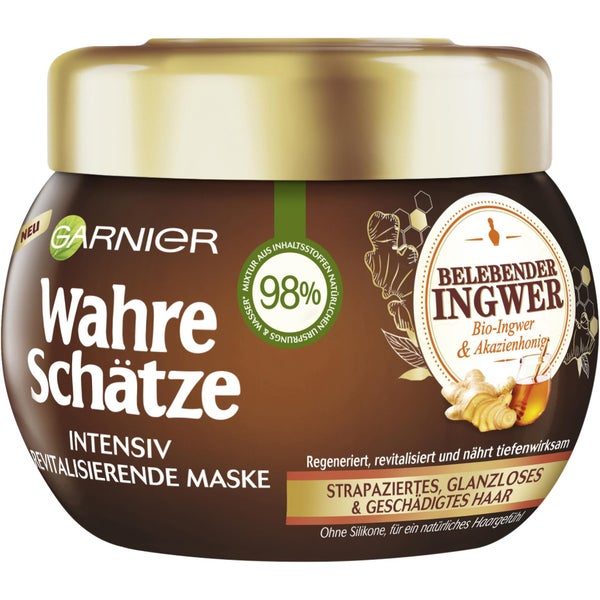 NEU
GARNIER
Wahre
Schätze
INTENSIV
REVITALISIERENDE MASKE
98%
MIXTUR AUS INHALTSSTOFFEN NATÜRLICHEN URSPRUNGS & WASSER*
BELEBENDER
INGWER
Bio-Ingwer
& Akazienhonig
Regeneriert, revitalisiert und nährt tiefenwirksam
STRAPAZIERTES, GLANZLOSES
& GESCHÄDIGTES HAAR
Ohne Silikone, für ein natürliches Haargefühl